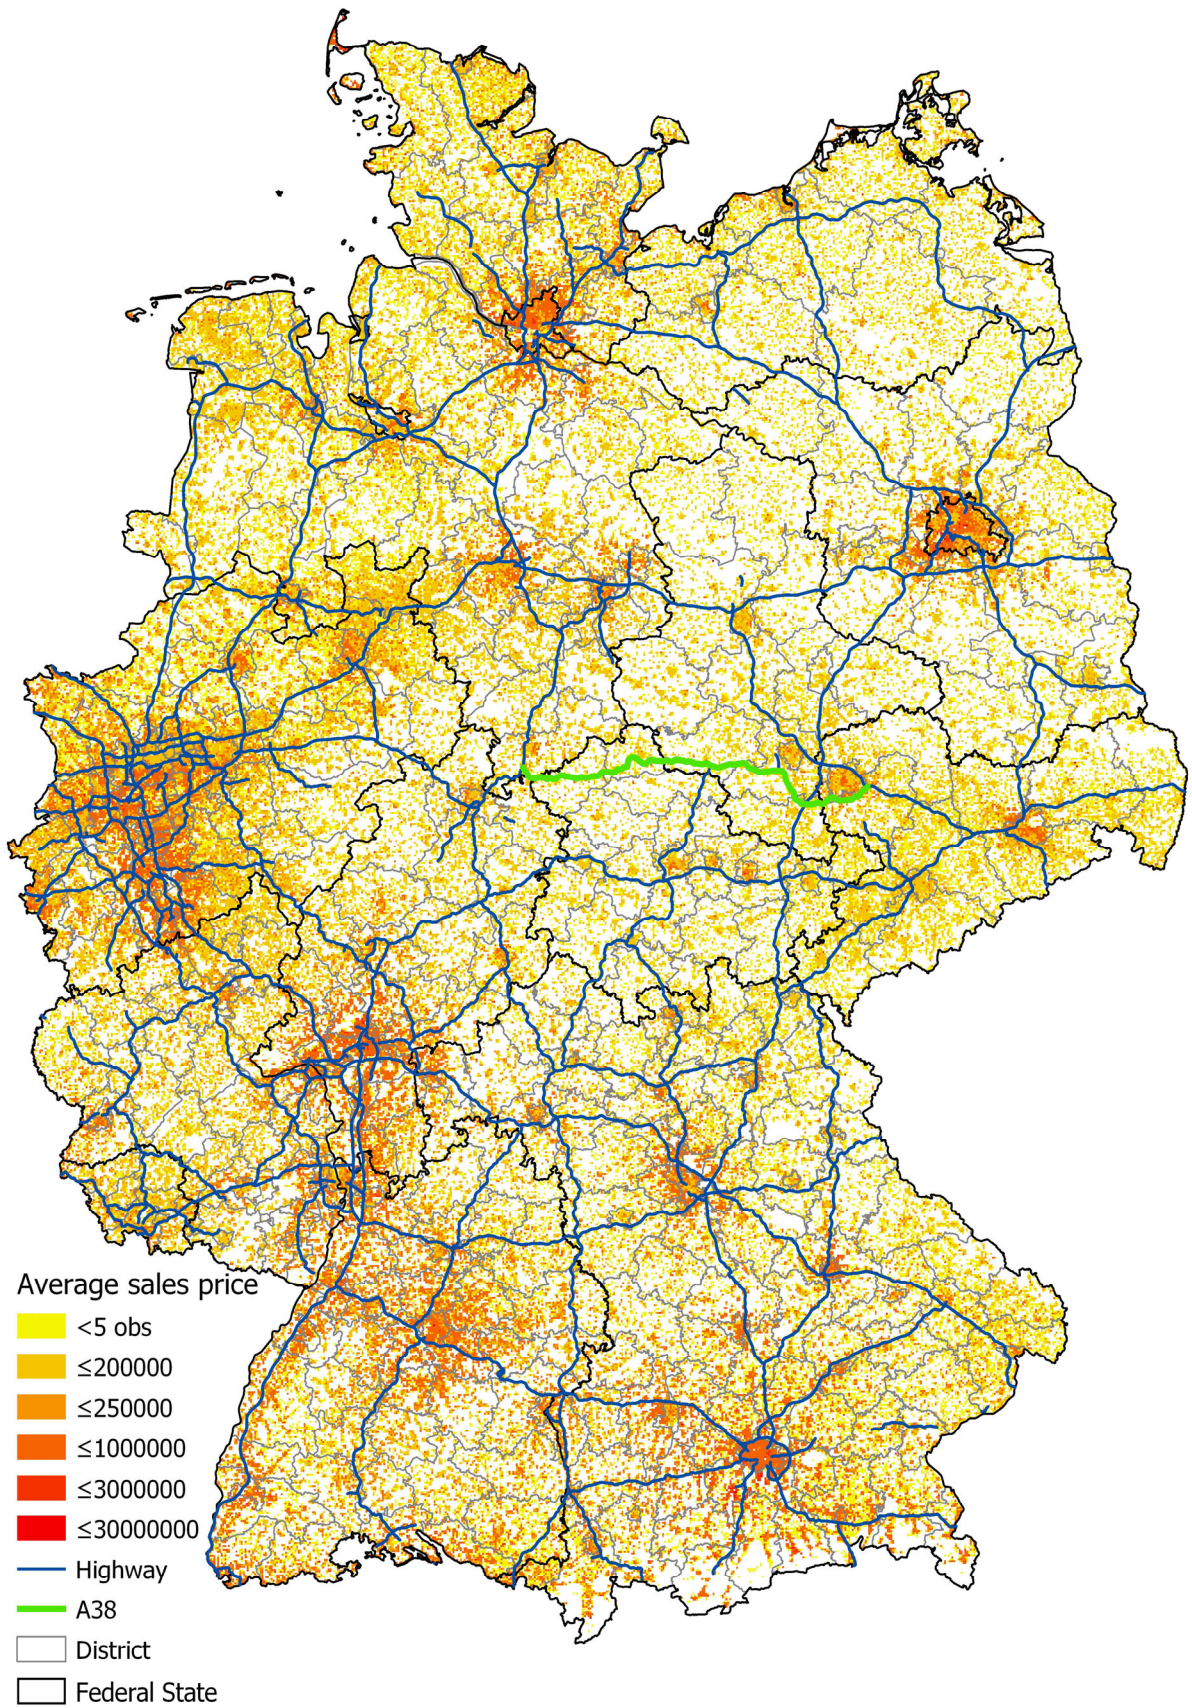 Average sales price
<5 obs
≤200000
≤250000
≤1000000
≤3000000
≤30000000
Highway
A38
District
Federal State